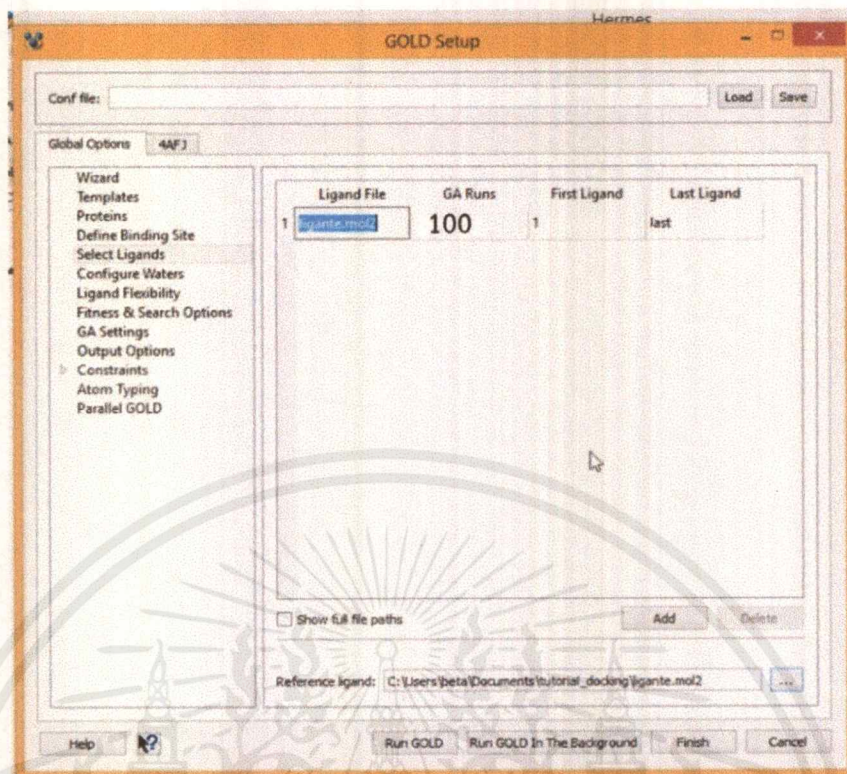 Hermes
GOLD Setup
Conf file:
Load
Save
Global Options
4AFJ
Wizard
Templates
Proteins
Define Binding Site
Select Ligands
Configure Waters
Ligand Flexibility
Fitness & Search Options
GA Settings
Output Options
Constraints
Atom Typing
Parallel GOLD
Ligand File GA Runs First Ligand Last Ligand
1 ligante.mol2 100 1 last
Show full file paths
Add
Delete
Reference ligand: C:\Users\beta\Documents\tutorial_docking\ligante.mol2 ...
Help
Run GOLD
Run GOLD In The Background
Finish
Cancel